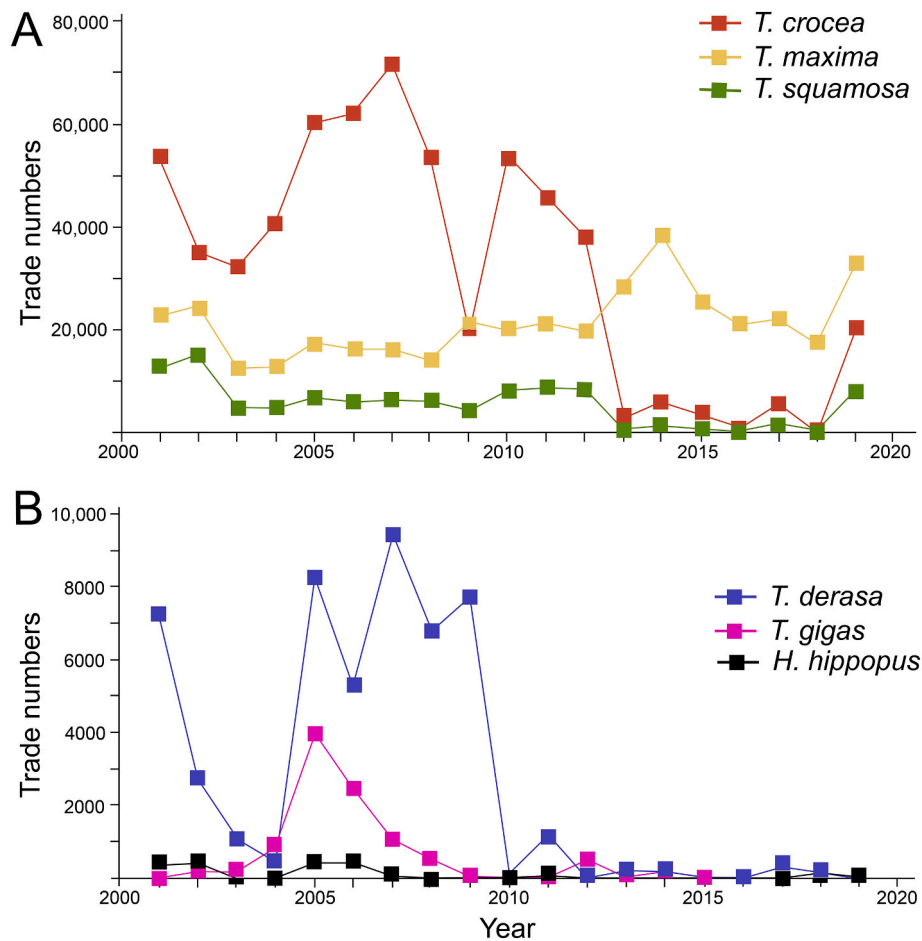 A
80,000
60,000
40,000
20,000
Trade numbers
T. crocea
T. maxima
T. squamosa
2000 2005 2010 2015 2020
B
10,000
8000
6000
4000
2000
Trade numbers
T. derasa
T. gigas
H. hippopus
2000 2005 2010 2015 2020
Year